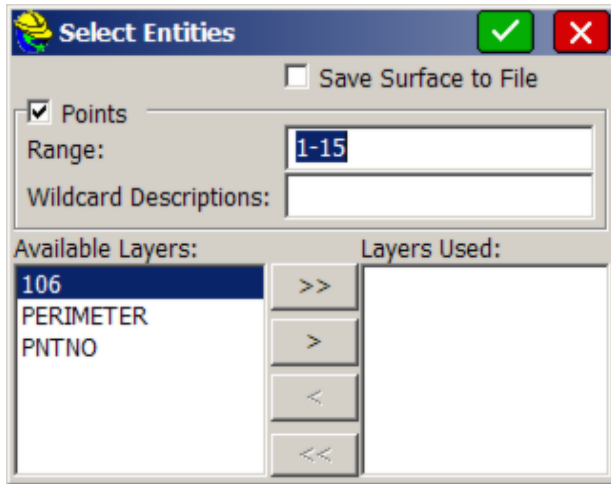 Select Entities
Save Surface to File
Points
Range: 1-15
Wildcard Descriptions:
Available Layers: Layers Used:
106
PERIMETER
PNTNO
>>
>
<
<<